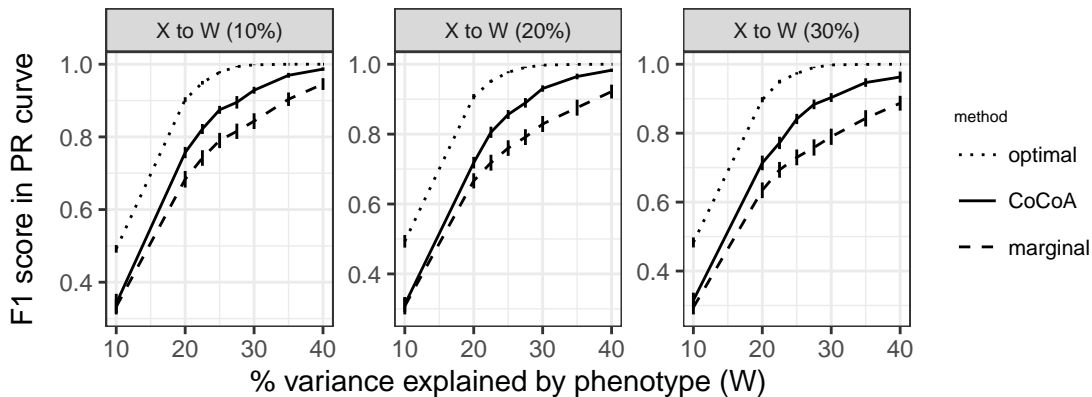 X to W (10%) X to W (20%) X to W (30%)
F1 score in PR curve
1.0 1.0 1.0
0.8 0.8 0.8
0.6 0.6 0.6
0.4 0.4 0.4
10 20 30 40 10 20 30 40 10 20 30 40
% variance explained by phenotype (W)
method
optimal
CoCoA
marginal